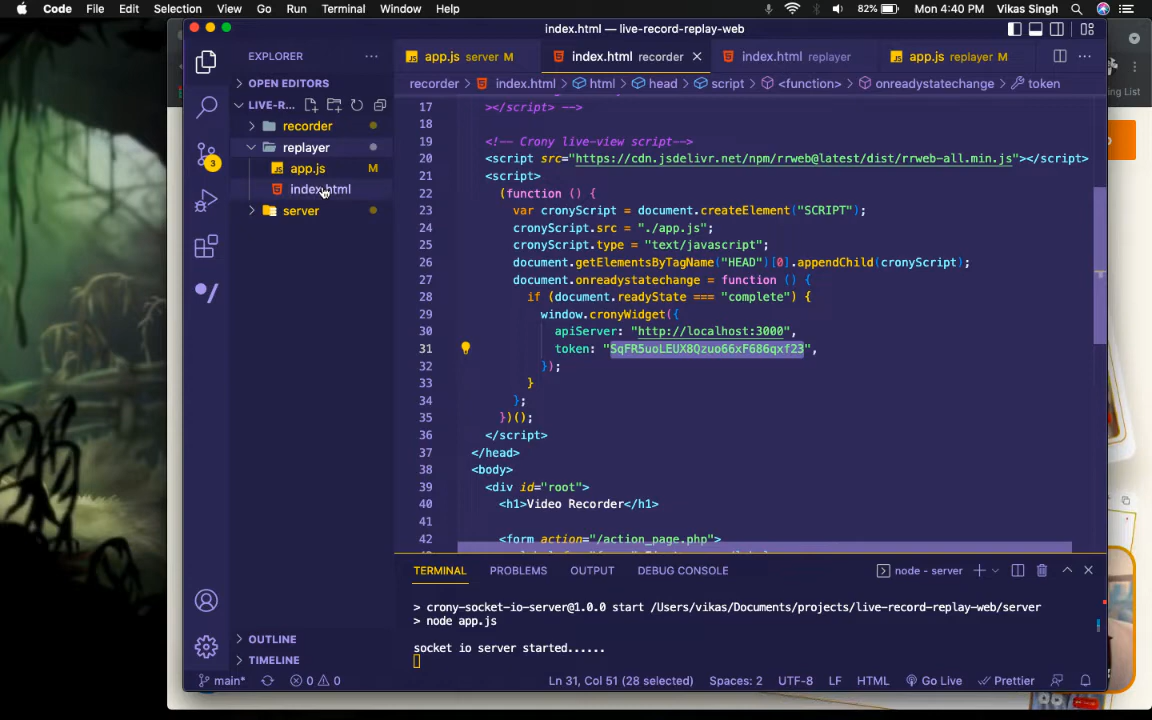 Code File Edit Selection View Go Run Terminal Window Help 82% Mon 4:40 PM Vikas Singh
index.html — live-record-replay-web
EXPLORER
app.js server M
index.html recorder
index.html replayer
app.js replayer M
OPEN EDITORS
LIVE-R...
recorder
replayer
app.js M
index.html
server
OUTLINE
TIMELINE
recorder > index.html > html > head > script > <function> > onreadystatechange > token
17 ></script> -->
18
19 <!-- Crony live-view script-->
20 <script src="https://cdn.jsdelivr.net/npm/rrweb@latest/dist/rrweb-all.min.js"></script>
21 <script>
22 (function () {
23 var cronyScript = document.createElement("SCRIPT");
24 cronyScript.src = "./app.js";
25 cronyScript.type = "text/javascript";
26 document.getElementsByTagName("HEAD")[0].appendChild(cronyScript);
27 document.onreadystatechange = function () {
28 if (document.readyState === "complete") {
29 window.cronyWidget({
30 apiServer: "http://localhost:3000",
31 token: "SqFR5uoLEUX8Qzuo66xF686qxf23",
32 });
33 }
34 };
35 })();
36 </script>
37 </head>
38 <body>
39 <div id="root">
40 <h1>Video Recorder</h1>
41
42 <form action="/action_page.php">
TERMINAL PROBLEMS OUTPUT DEBUG CONSOLE
node - server
> crony-socket-io-server@1.0.0 start /Users/vikas/Documents/projects/live-record-replay-web/server
> node app.js
socket io server started......
3
main* 0 0 Ln 31, Col 51 (28 selected) Spaces: 2 UTF-8 LF HTML Go Live Prettier
ing List